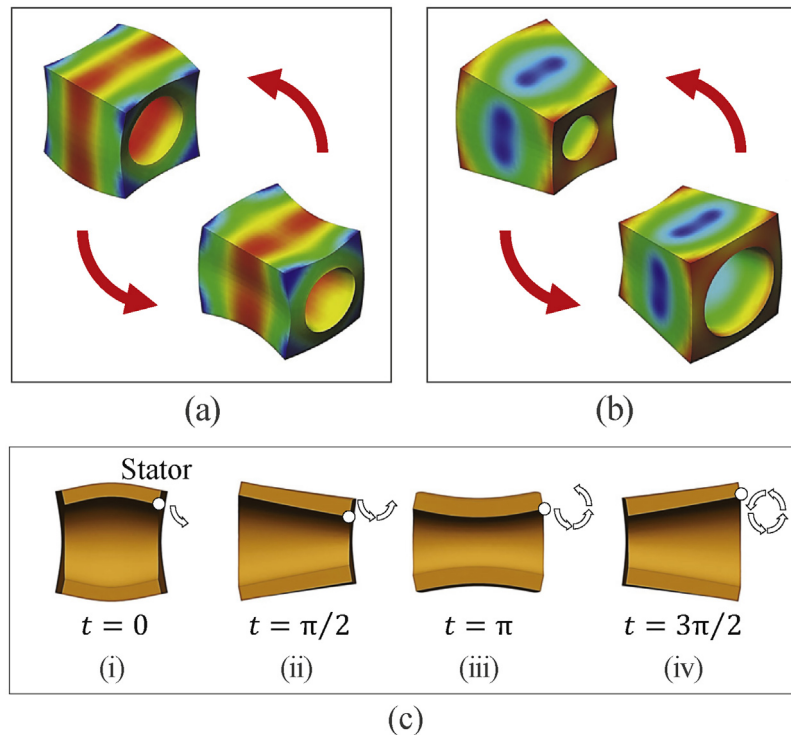 (a) (b)
Stator
t = 0 t = π/2 t = π t = 3π/2
(i) (ii) (iii) (iv)
(c)